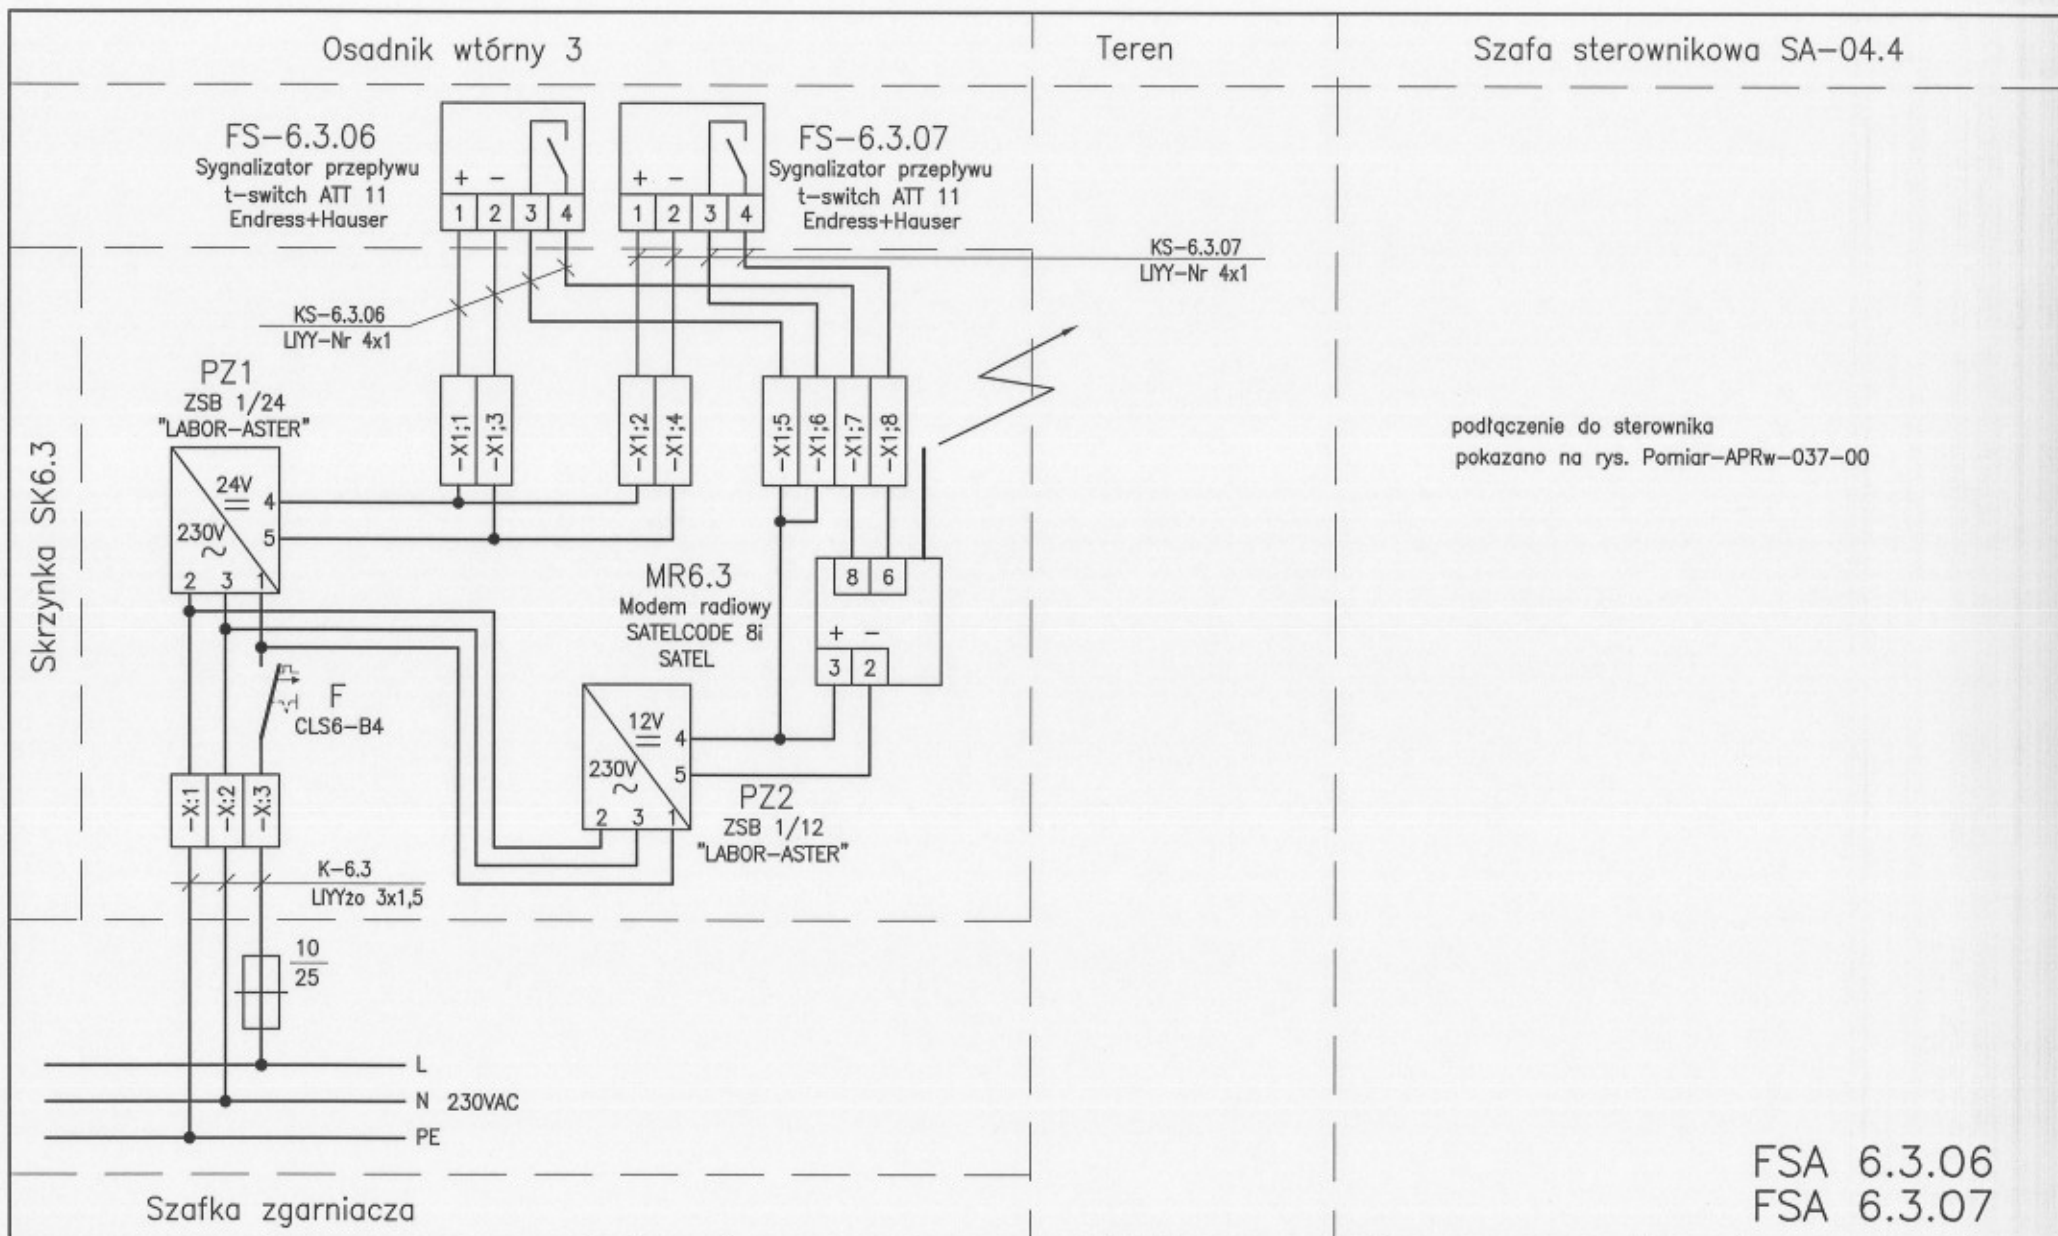 Osadnik wtórny 3
Teren
Szafa sterownikowa SA-04.4
FS-6.3.06
Sygnalizator przepływu
t-switch ATT 11
Endress+Hauser
+ -
1 2 3 4
+ -
1 2 3 4
FS-6.3.07
Sygnalizator przepływu
t-switch ATT 11
Endress+Hauser
KS-6.3.07
LIYY-Nr 4x1
KS-6.3.06
LIYY-Nr 4x1
PZ1
ZSB 1/24
"LABOR-ASTER"
24V
230V
4
5
2 3 1
-X1;1
-X1;3
-X1;2
-X1;4
-X1;5
-X1;6
-X1;7
-X1;8
podłączenie do sterownika
pokazano na rys. Pomiar-APRw-037-00
Skrzynka SK6.3
MR6.3
Modem radiowy
SATELCODE 8i
SATEL
8 6
+ -
3 2
F
CLS6-B4
12V
230V
4
5
2 3 1
PZ2
ZSB 1/12
"LABOR-ASTER"
-X:1
-X:2
-X:3
K-6.3
LIYYżo 3x1,5
10
25
L
N 230VAC
PE
Szafka zgarniacza
FSA 6.3.06
FSA 6.3.07